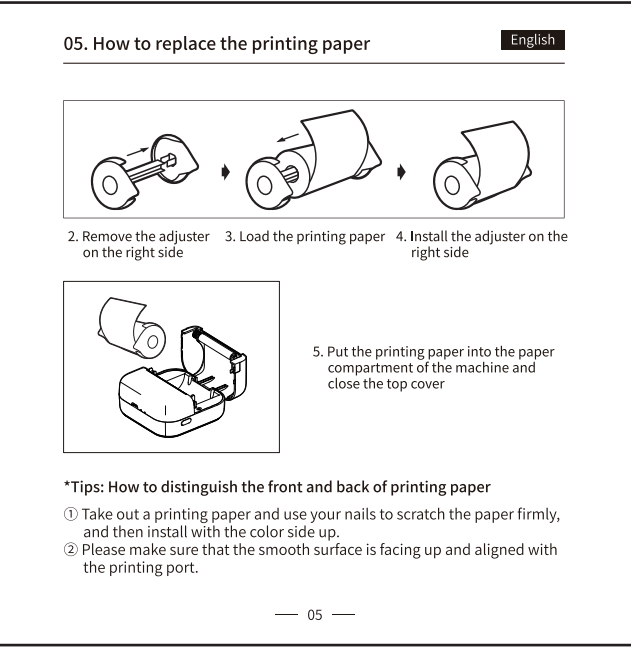 05. How to replace the printing paper
English
2. Remove the adjuster
on the right side
3. Load the printing paper
4. Install the adjuster on the
right side
5. Put the printing paper into the paper
compartment of the machine and
close the top cover
*Tips: How to distinguish the front and back of printing paper
① Take out a printing paper and use your nails to scratch the paper firmly,
and then install with the color side up.
② Please make sure that the smooth surface is facing up and aligned with
the printing port.
05